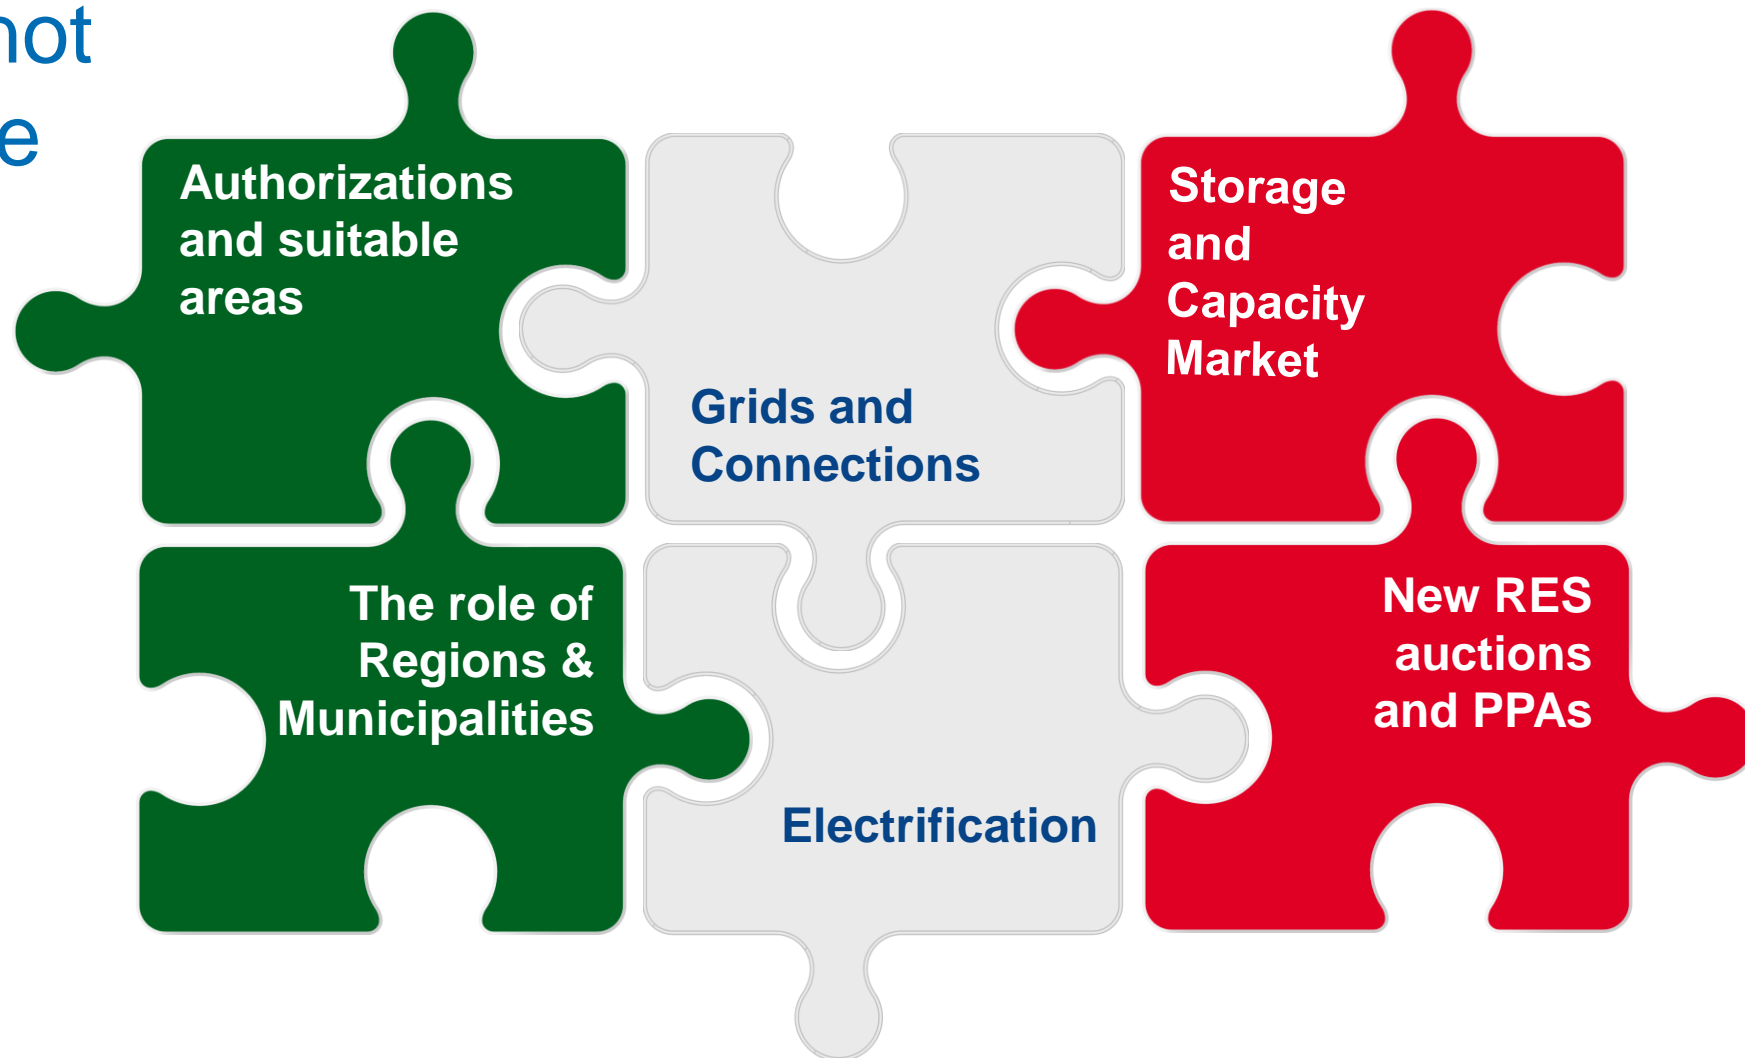 not
e
Authorizations
and suitable
areas
Grids and
Connections
Storage
and
Capacity
Market
The role of
Regions &
Municipalities
Electrification
New RES
auctions
and PPAs